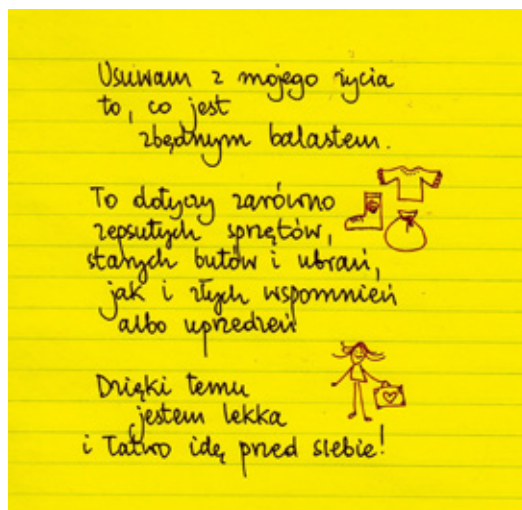 Usuwam z mojego życia
to, co jest
zbędnym balastem.
To dotyczy zarówno
zepsutych sprzętów,
starych butów i ubrań,
jak i złych wspomnień
albo uprzedzeń
Dzięki temu
jestem lekka
i łatwo idę przed siebie!